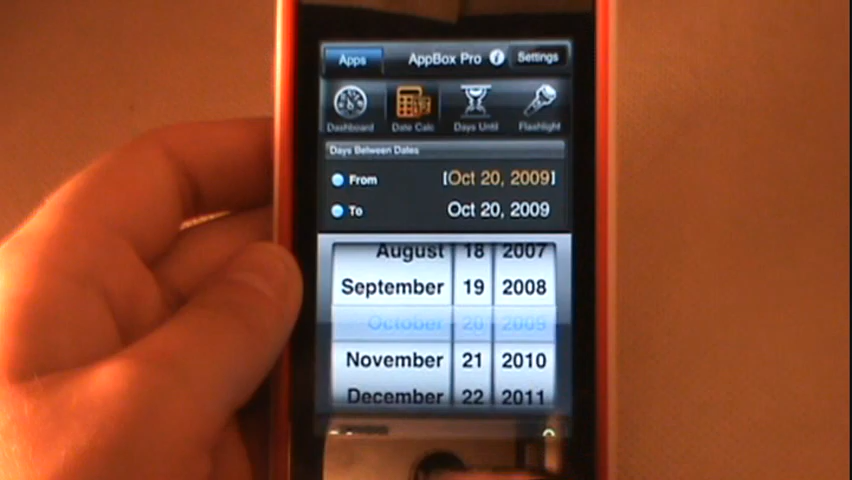 Apps AppBox Pro i Settings
Dashboard Date Calc Days Until Flashlight
Days Between Dates
From [Oct 20, 2009]
To Oct 20, 2009
August 18 2007
September 19 2008
October 20 2009
November 21 2010
December 22 2011